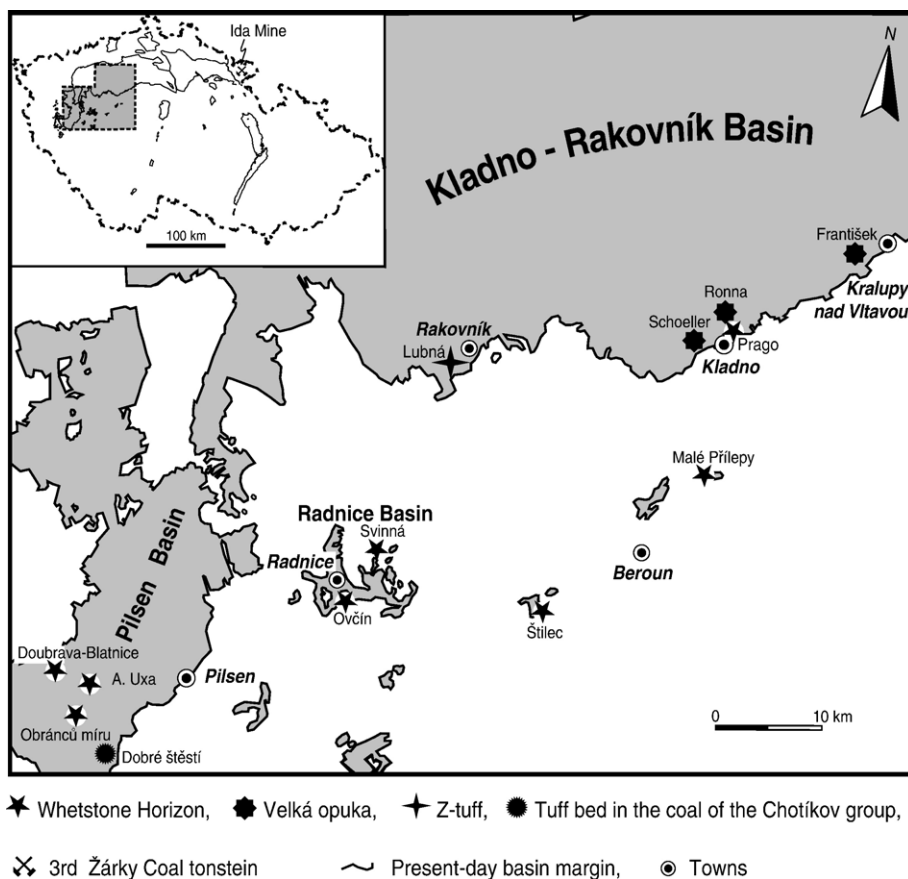 Ida Mine
100 km
N
Kladno - Rakovník Basin
František
Kralupy
nad Vltavou
Ronna
Schoeller
Prago
Kladno
Rakovník
Lubná
Malé Přílepy
Radnice Basin
Svinná
Radnice
Ovčín
Beroun
Štilec
Pilsen Basin
Doubrava-Blatnice
A. Uxa
Pilsen
Obránců míru
Dobré štěstí
0 10 km
Whetstone Horizon, Velká opuka, Z-tuff, Tuff bed in the coal of the Chotíkov group,
3rd Žárky Coal tonstein Present-day basin margin, Towns